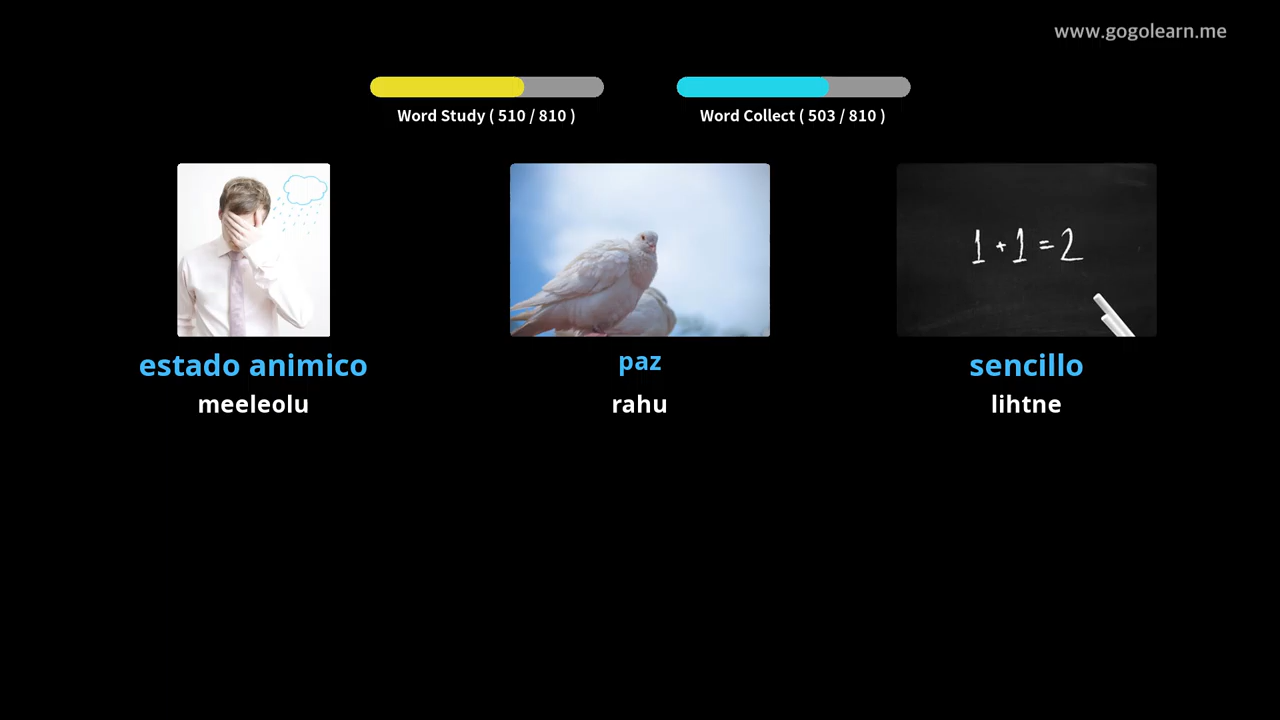 www.gogolearn.me
Word Study ( 510 / 810 )
Word Collect ( 503 / 810 )
1 + 1 = 2
estado animico
paz
sencillo
meeleolu
rahu
lihtne